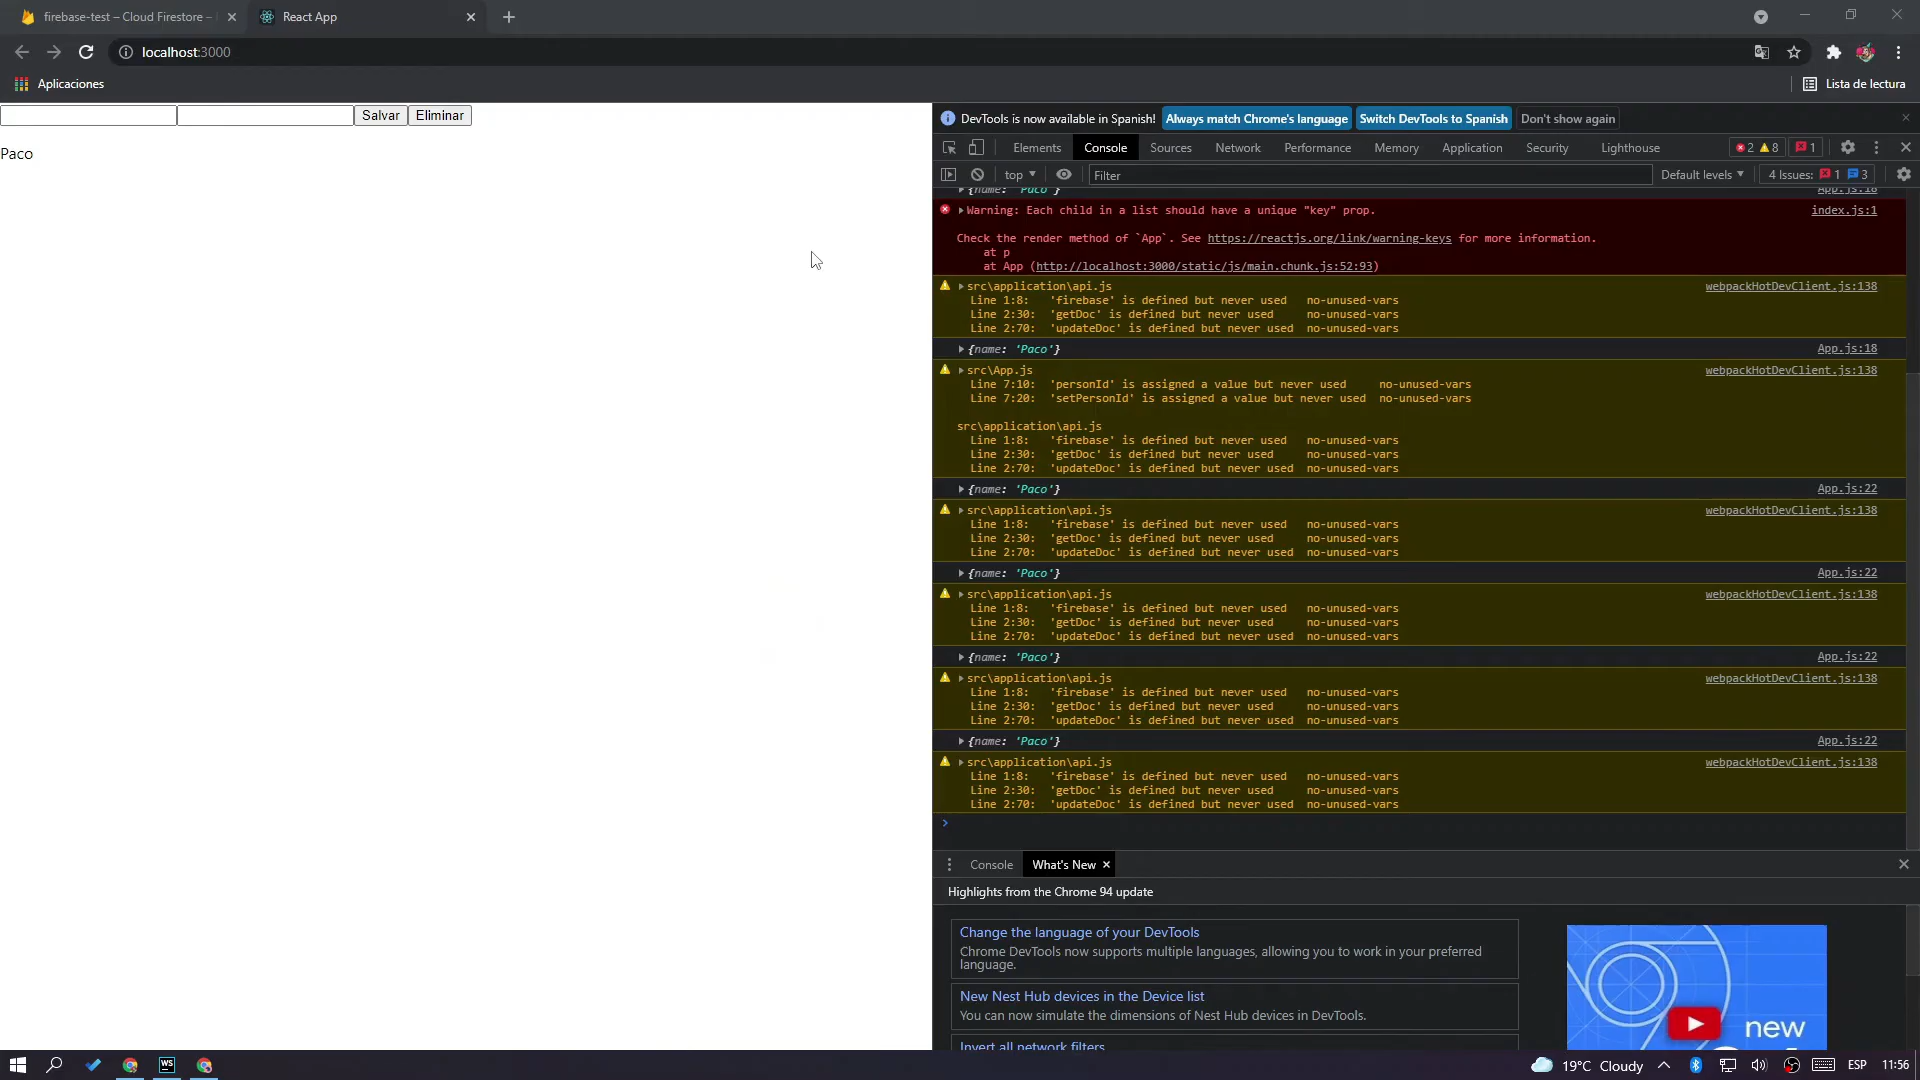 firebase-test – Cloud Firestore –
React App
localhost:3000
Aplicaciones
Lista de lectura
Salvar
Eliminar
Paco
DevTools is now available in Spanish!
Always match Chrome's language
Switch DevTools to Spanish
Don't show again
Elements
Console
Sources
Network
Performance
Memory
Application
Security
Lighthouse
2
8
1
top
Filter
Default levels
4 Issues:
1
3
{name: 'Paco'}
App.js:18
Warning: Each child in a list should have a unique "key" prop.
index.js:1
Check the render method of `App`. See https://reactjs.org/link/warning-keys for more information.
at p
at App (http://localhost:3000/static/js/main.chunk.js:52:93)
src\application\api.js
webpackHotDevClient.js:138
Line 1:8: 'firebase' is defined but never used no-unused-vars
Line 2:30: 'getDoc' is defined but never used no-unused-vars
Line 2:70: 'updateDoc' is defined but never used no-unused-vars
{name: 'Paco'}
App.js:18
src\App.js
webpackHotDevClient.js:138
Line 7:10: 'personId' is assigned a value but never used no-unused-vars
Line 7:20: 'setPersonId' is assigned a value but never used no-unused-vars
src\application\api.js
Line 1:8: 'firebase' is defined but never used no-unused-vars
Line 2:30: 'getDoc' is defined but never used no-unused-vars
Line 2:70: 'updateDoc' is defined but never used no-unused-vars
{name: 'Paco'}
App.js:22
src\application\api.js
webpackHotDevClient.js:138
Line 1:8: 'firebase' is defined but never used no-unused-vars
Line 2:30: 'getDoc' is defined but never used no-unused-vars
Line 2:70: 'updateDoc' is defined but never used no-unused-vars
{name: 'Paco'}
App.js:22
src\application\api.js
webpackHotDevClient.js:138
Line 1:8: 'firebase' is defined but never used no-unused-vars
Line 2:30: 'getDoc' is defined but never used no-unused-vars
Line 2:70: 'updateDoc' is defined but never used no-unused-vars
{name: 'Paco'}
App.js:22
src\application\api.js
webpackHotDevClient.js:138
Line 1:8: 'firebase' is defined but never used no-unused-vars
Line 2:30: 'getDoc' is defined but never used no-unused-vars
Line 2:70: 'updateDoc' is defined but never used no-unused-vars
{name: 'Paco'}
App.js:22
src\application\api.js
webpackHotDevClient.js:138
Line 1:8: 'firebase' is defined but never used no-unused-vars
Line 2:30: 'getDoc' is defined but never used no-unused-vars
Line 2:70: 'updateDoc' is defined but never used no-unused-vars
Console
What's New
Highlights from the Chrome 94 update
Change the language of your DevTools
Chrome DevTools now supports multiple languages, allowing you to work in your preferred
language.
New Nest Hub devices in the Device list
You can now simulate the dimensions of Nest Hub devices in DevTools.
Invert all network filters
new
WS
19°C Cloudy
ESP
11:56